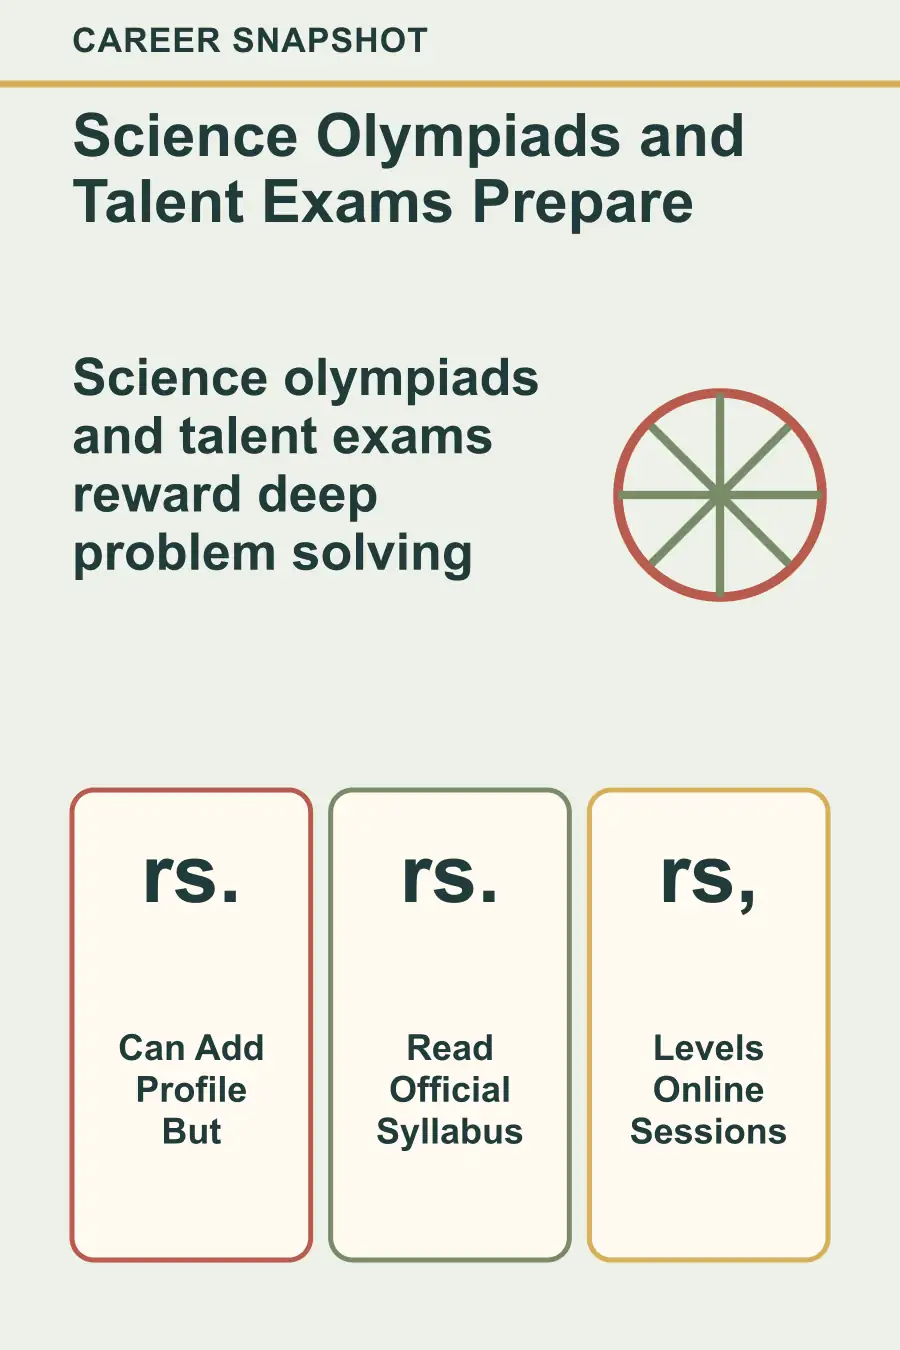 CAREER SNAPSHOT
Science Olympiads and
Talent Exams Prepare
Science olympiads
and talent exams
reward deep
problem solving
rs.
Can Add
Profile
But
rs.
Read
Official
Syllabus
rs,
Levels
Online
Sessions